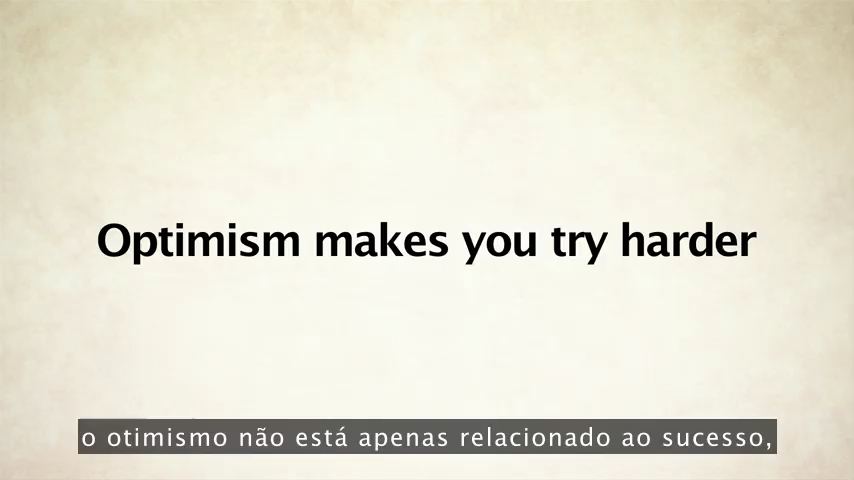 Optimism makes you try harder
o otimismo não está apenas relacionado ao sucesso,